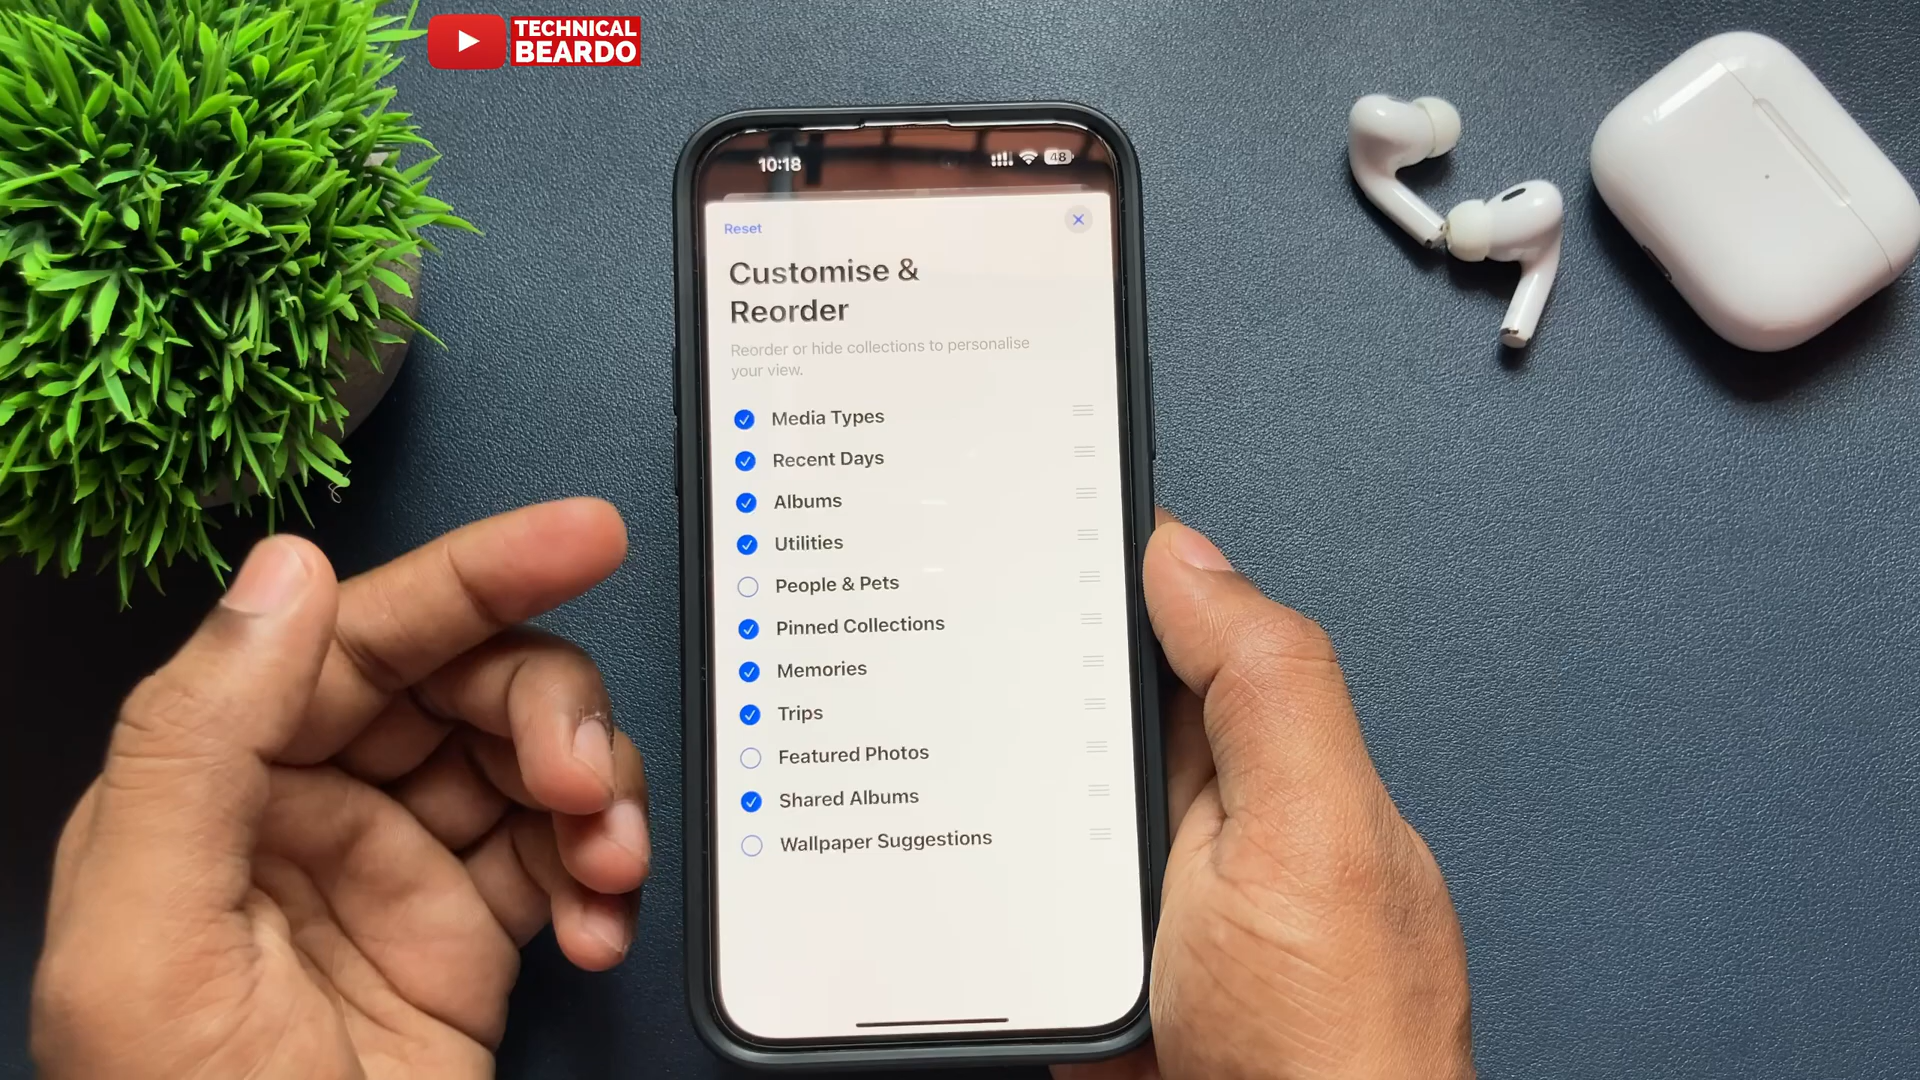 TECHNICAL
BEARDO
10:18
48
Reset
Customise &
Reorder
Reorder or hide collections to personalise
your view.
Media Types
Recent Days
Albums
Utilities
People & Pets
Pinned Collections
Memories
Trips
Featured Photos
Shared Albums
Wallpaper Suggestions